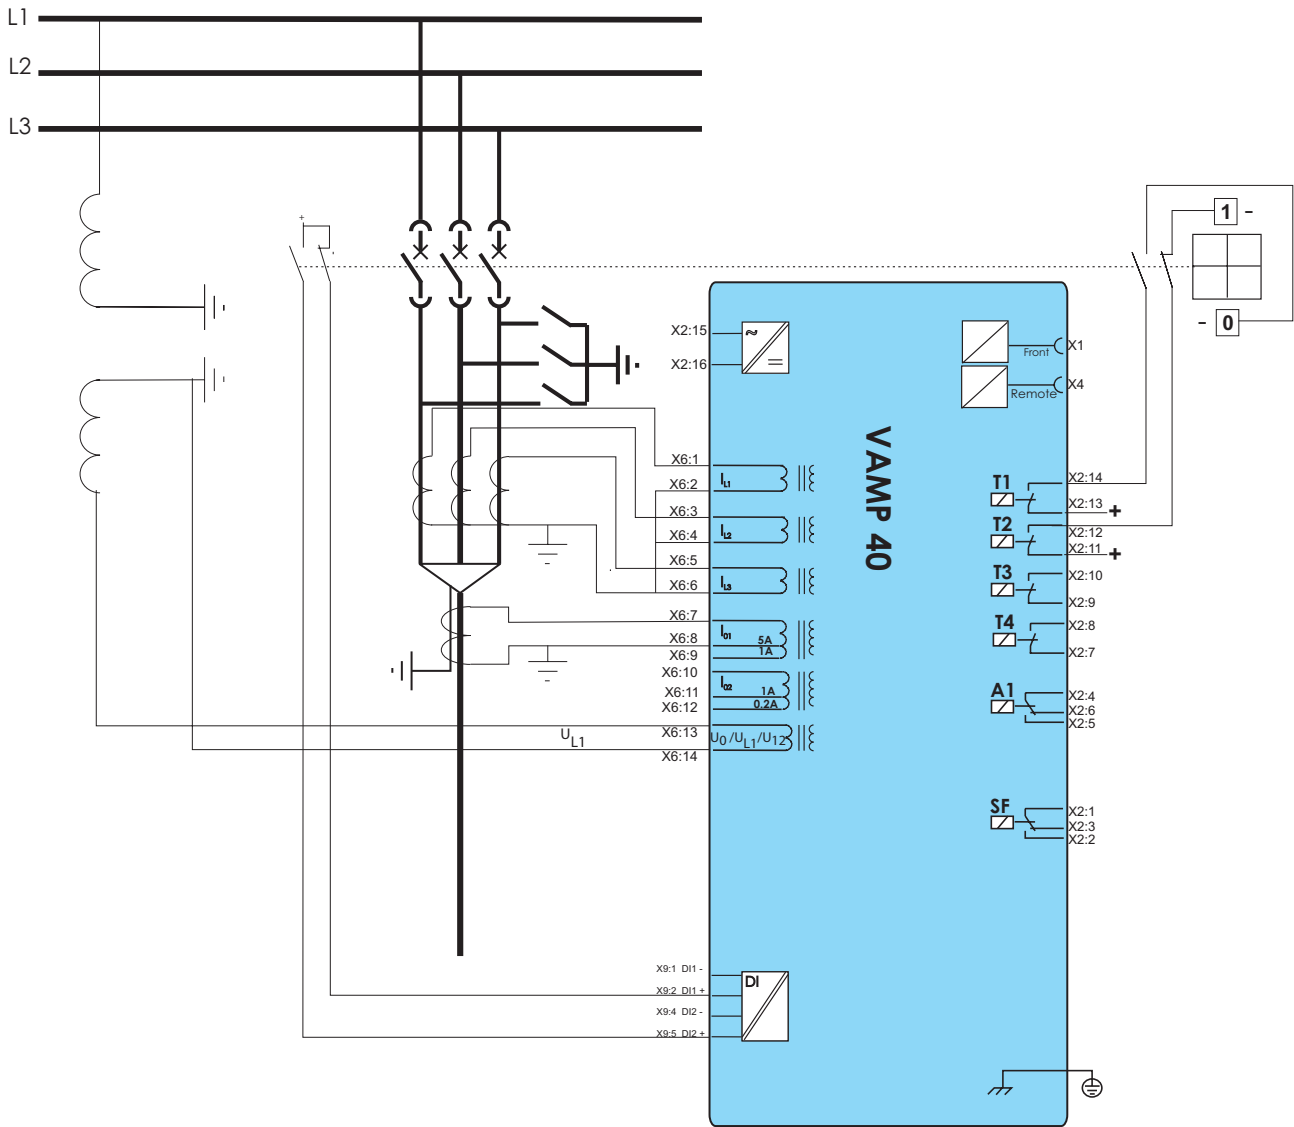 L1
L2
L3
+
1 -
- 0
X2:15
~
X2:16
Front X1
Remote X4
VAMP 40
X6:1
X6:2 IL1
X6:3
X6:4 IL2
X6:5
X6:6 IL3
X6:7
I01
X6:8 5A
X6:9 1A
X6:10
I02
X6:11 1A
X6:12 0.2A
UL1
X6:13 U0/UL1/U12
X6:14
T1 X2:14
X2:13 +
T2 X2:12
X2:11 +
T3 X2:10
X2:9
T4 X2:8
X2:7
A1 X2:4
X2:6
X2:5
SF X2:1
X2:3
X2:2
X9:1 DI1 -
DI
X9:2 DI1 +
X9:4 DI2 -
X9:5 DI2 +